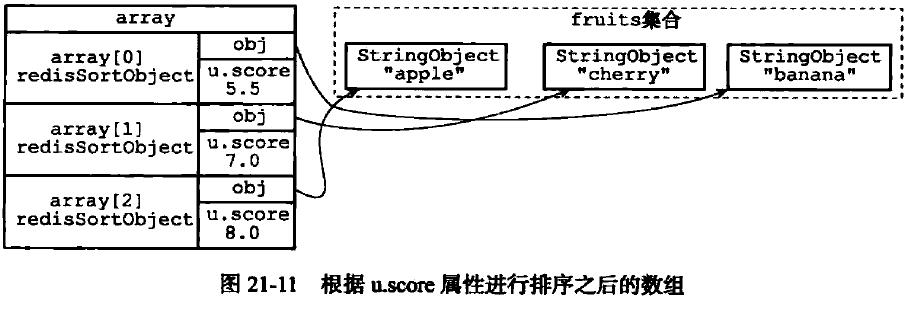 array
array[0]
redisSortObject
obj
u.score
5.5
array[1]
redisSortObject
obj
u.score
7.0
array[2]
redisSortObject
obj
u.score
8.0
fruits集合
StringObject
"apple"
StringObject
"cherry"
StringObject
"banana"
图 21-11 根据 u.score 属性进行排序之后的数组